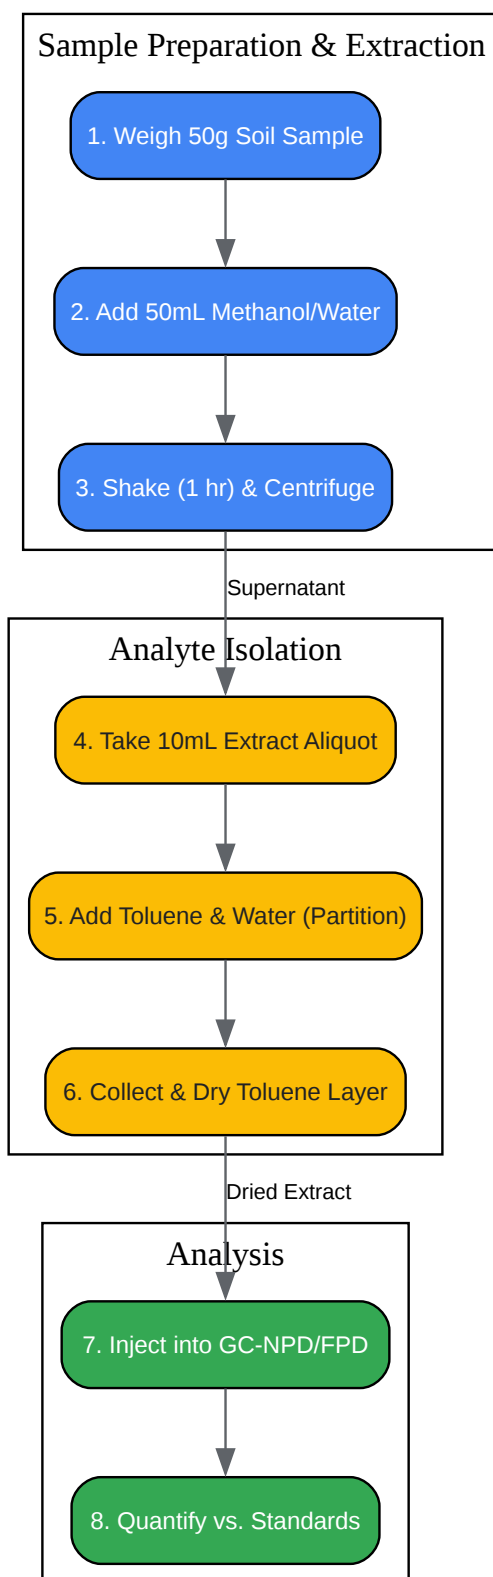 Sample Preparation & Extraction
1. Weigh 50g Soil Sample
2. Add 50mL Methanol/Water
3. Shake (1 hr) & Centrifuge
Supernatant
Analyte Isolation
4. Take 10mL Extract Aliquot
5. Add Toluene & Water (Partition)
6. Collect & Dry Toluene Layer
Dried Extract
Analysis
7. Inject into GC-NPD/FPD
8. Quantify vs. Standards